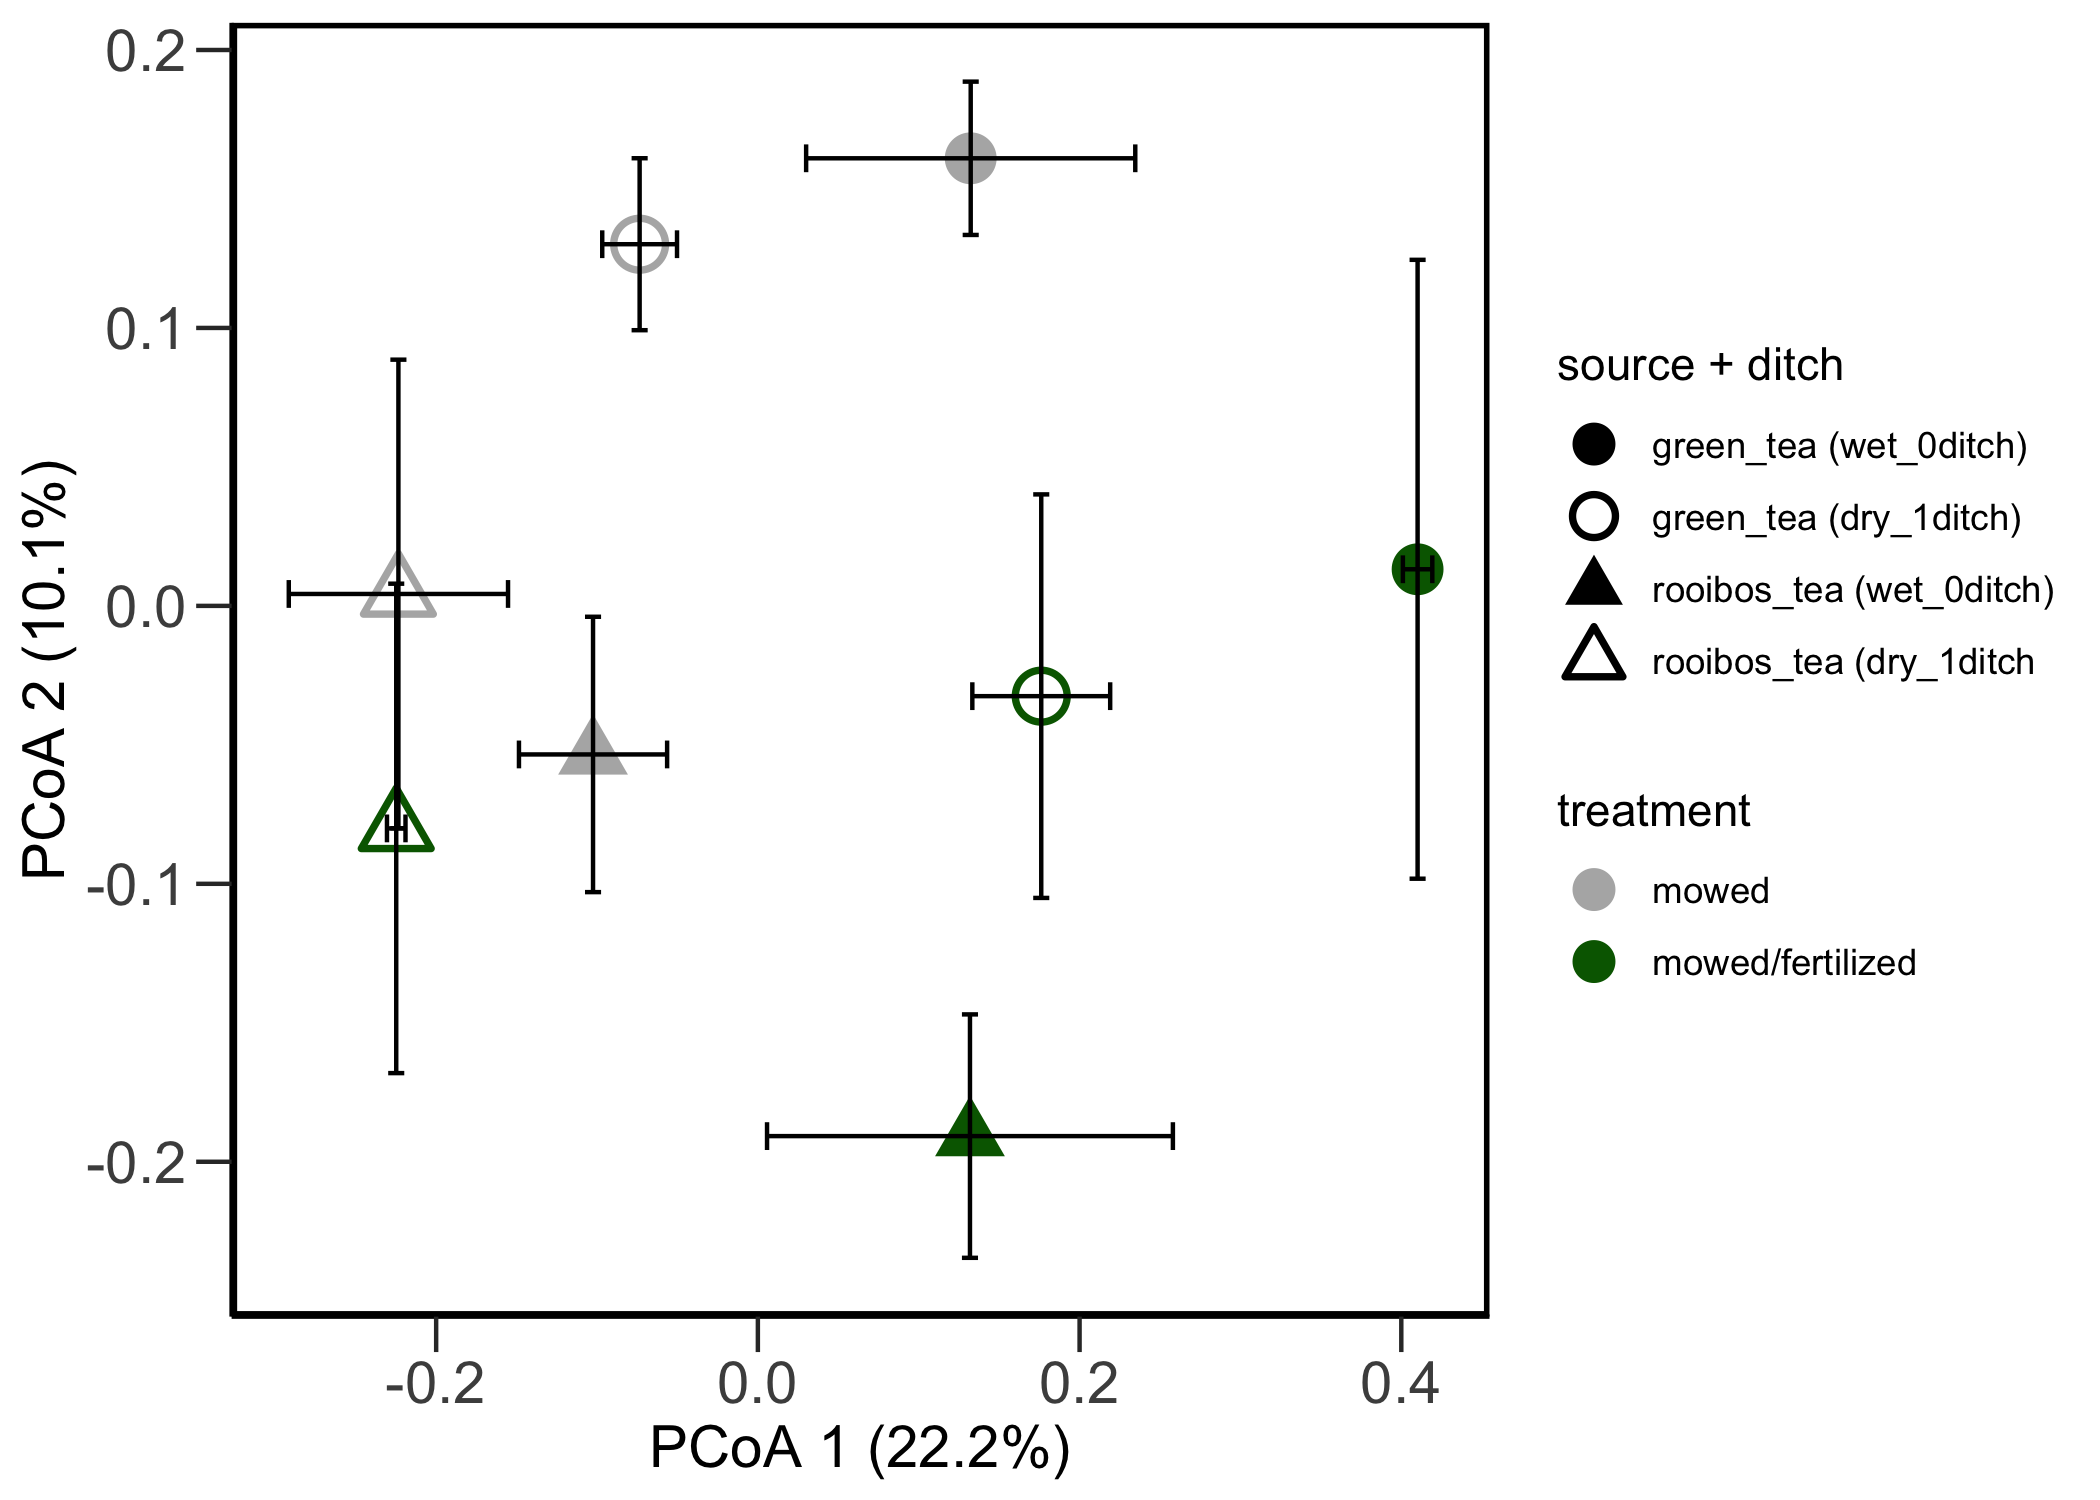 0.2
0.1
0.0
-0.1
-0.2
PCoA 2 (10.1%)
-0.2
0.0
0.2
0.4
PCoA 1 (22.2%)
source + ditch
green_tea (wet_0ditch)
green_tea (dry_1ditch)
rooibos_tea (wet_0ditch)
rooibos_tea (dry_1ditch
treatment
mowed
mowed/fertilized